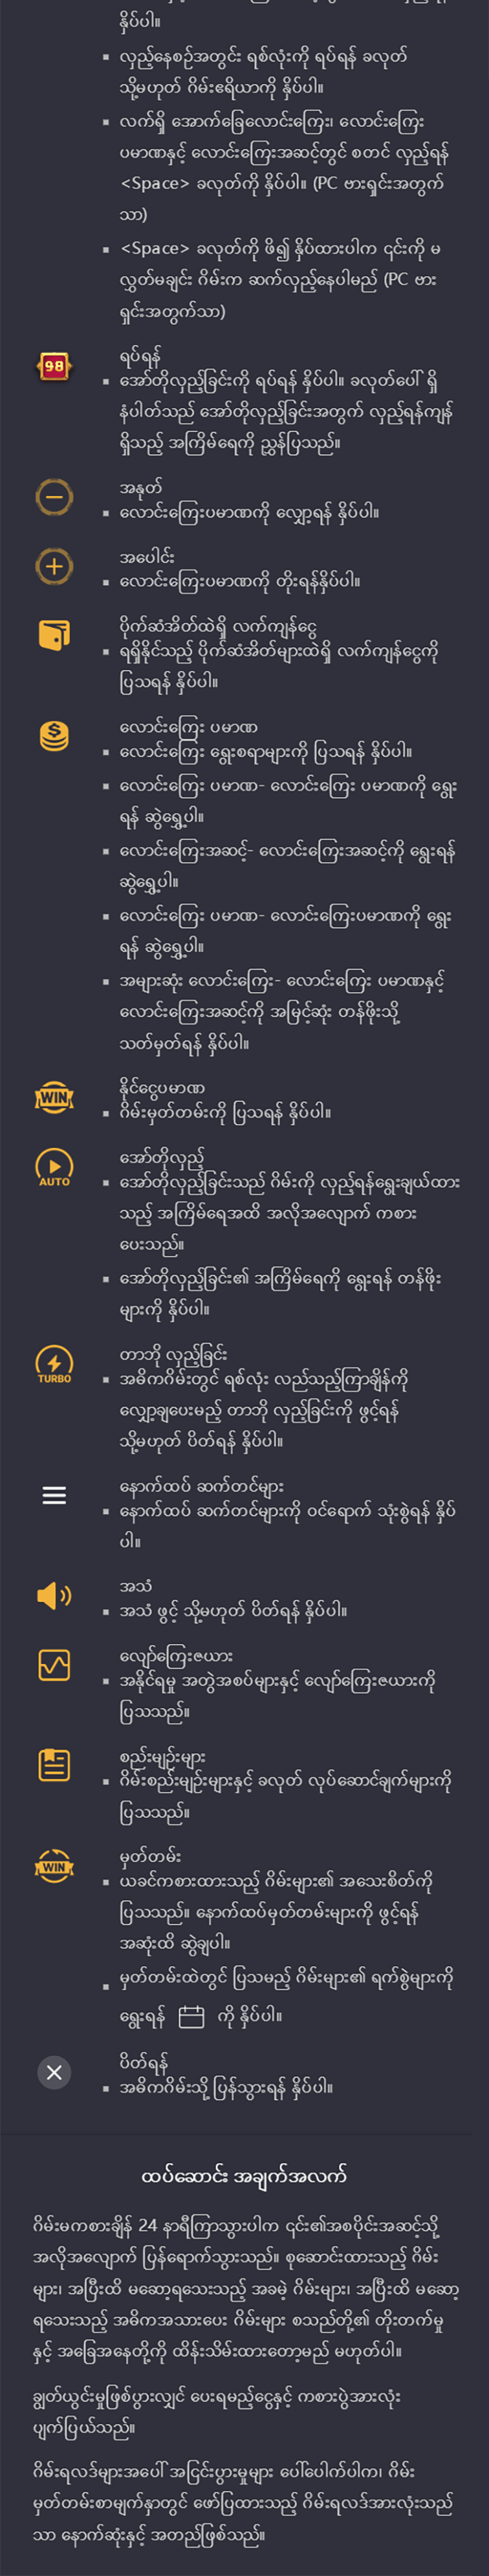 နှိပ်ပါ။
လှည့်နေစဉ်အတွင်း ရစ်လုံးကို ရပ်ရန် ခလုတ်
သို့မဟုတ် ဂိမ်းဧရိယာကို နှိပ်ပါ။
လက်ရှိ အောက်ခြေလောင်းကြေး၊ လောင်းကြေး
ပမာဏနှင့် လောင်းကြေးအဆင့်တွင် စတင် လှည့်ရန်
<Space> ခလုတ်ကို နှိပ်ပါ။ (PC ဗားရှင်းအတွက်
သာ)
<Space> ခလုတ်ကို ဖိ၍ နှိပ်ထားပါက ၎င်းကို မ
လွှတ်မချင်း ဂိမ်းက ဆက်လှည့်နေပါမည် (PC ဗား
ရှင်းအတွက်သာ)
98
ရပ်ရန်
အော်တိုလှည့်ခြင်းကို ရပ်ရန် နှိပ်ပါ။ ခလုတ်ပေါ် ရှိ
နံပါတ်သည် အော်တိုလှည့်ခြင်းအတွက် လှည့်ရန်ကျန်
ရှိသည့် အကြိမ်ရေကို ညွှန်ပြသည်။
အနုတ်
လောင်းကြေးပမာဏကို လျှော့ရန် နှိပ်ပါ။
အပေါင်း
လောင်းကြေးပမာဏကို တိုးရန်နှိပ်ပါ။
ပိုက်ဆံအိတ်ထဲရှိ လက်ကျန်ငွေ
ရရှိနိုင်သည့် ပိုက်ဆံအိတ်များထဲရှိ လက်ကျန်ငွေကို
ပြသရန် နှိပ်ပါ။
လောင်းကြေး ပမာဏ
လောင်းကြေး ရွေးစရာများကို ပြသရန် နှိပ်ပါ။
လောင်းကြေး ပမာဏ- လောင်းကြေး ပမာဏကို ရွေး
ရန် ဆွဲရွှေ့ပါ။
လောင်းကြေးအဆင့်- လောင်းကြေးအဆင့်ကို ရွေးရန်
ဆွဲရွှေ့ပါ။
လောင်းကြေး ပမာဏ- လောင်းကြေးပမာဏကို ရွေး
ရန် ဆွဲရွှေ့ပါ။
အများဆုံး လောင်းကြေး- လောင်းကြေး ပမာဏနှင့်
လောင်းကြေးအဆင့်ကို အမြင့်ဆုံး တန်ဖိုးသို့
သတ်မှတ်ရန် နှိပ်ပါ။
WIN
နိုင်ငွေပမာဏ
ဂိမ်းမှတ်တမ်းကို ပြသရန် နှိပ်ပါ။
AUTO
အော်တိုလှည့်
အော်တိုလှည့်ခြင်းသည် ဂိမ်းကို လှည့်ရန်ရွေးချယ်ထား
သည့် အကြိမ်ရေအထိ အလိုအလျောက် ကစား
ပေးသည်။
အော်တိုလှည့်ခြင်း၏ အကြိမ်ရေကို ရွေးရန် တန်ဖိုး
များကို နှိပ်ပါ။
TURBO
တာဘို လှည့်ခြင်း
အဓိကဂိမ်းတွင် ရစ်လုံး လည်သည့်ကြာချိန်ကို
လျှော့ချပေးမည့် တာဘို လှည့်ခြင်းကို ဖွင့်ရန်
သို့မဟုတ် ပိတ်ရန် နှိပ်ပါ။
နောက်ထပ် ဆက်တင်များ
နောက်ထပ် ဆက်တင်များကို ဝင်ရောက် သုံးစွဲရန် နှိပ်
ပါ။
အသံ
အသံ ဖွင့် သို့မဟုတ် ပိတ်ရန် နှိပ်ပါ။
လျော်ကြေးဇယား
အနိုင်ရမှု အတွဲအစပ်များနှင့် လျော်ကြေးဇယားကို
ပြသသည်။
စည်းမျဉ်းများ
ဂိမ်းစည်းမျဉ်းများနှင့် ခလုတ် လုပ်ဆောင်ချက်များကို
ပြသသည်။
WIN
မှတ်တမ်း
ယခင်ကစားထားသည့် ဂိမ်းများ၏ အသေးစိတ်ကို
ပြသသည်။ နောက်ထပ်မှတ်တမ်းများကို ဖွင့်ရန်
အဆုံးထိ ဆွဲချပါ။
မှတ်တမ်းထဲတွင် ပြသမည့် ဂိမ်းများ၏ ရက်စွဲများကို
ရွေးရန် ကို နှိပ်ပါ။
ပိတ်ရန်
အဓိကဂိမ်းသို့ ပြန်သွားရန် နှိပ်ပါ။
ထပ်ဆောင်း အချက်အလက်
ဂိမ်းမကစားချိန် 24 နာရီကြာသွားပါက ၎င်း၏အစပိုင်းအဆင့်သို့
အလိုအလျောက် ပြန်ရောက်သွားသည်။ စုဆောင်းထားသည့် ဂိမ်း
များ၊ အပြီးထိ မဆော့ရသေးသည့် အခမဲ့ ဂိမ်းများ၊ အပြီးထိ မဆော့
ရသေးသည့် အဓိကအသားပေး ဂိမ်းများ စသည်တို့၏ တိုးတက်မှု
နှင့် အခြေအနေတို့ကို ထိန်းသိမ်းထားတော့မည် မဟုတ်ပါ။
ချွတ်ယွင်းမှုဖြစ်ပွားလျှင် ပေးရမည့်ငွေနှင့် ကစားပွဲအားလုံး
ပျက်ပြယ်သည်။
ဂိမ်းရလဒ်များအပေါ် အငြင်းပွားမှုများ ပေါ်ပေါက်ပါက၊ ဂိမ်း
မှတ်တမ်းစာမျက်နှာတွင် ဖော်ပြထားသည့် ဂိမ်းရလဒ်အားလုံးသည်
သာ နောက်ဆုံးနှင့် အတည်ဖြစ်သည်။